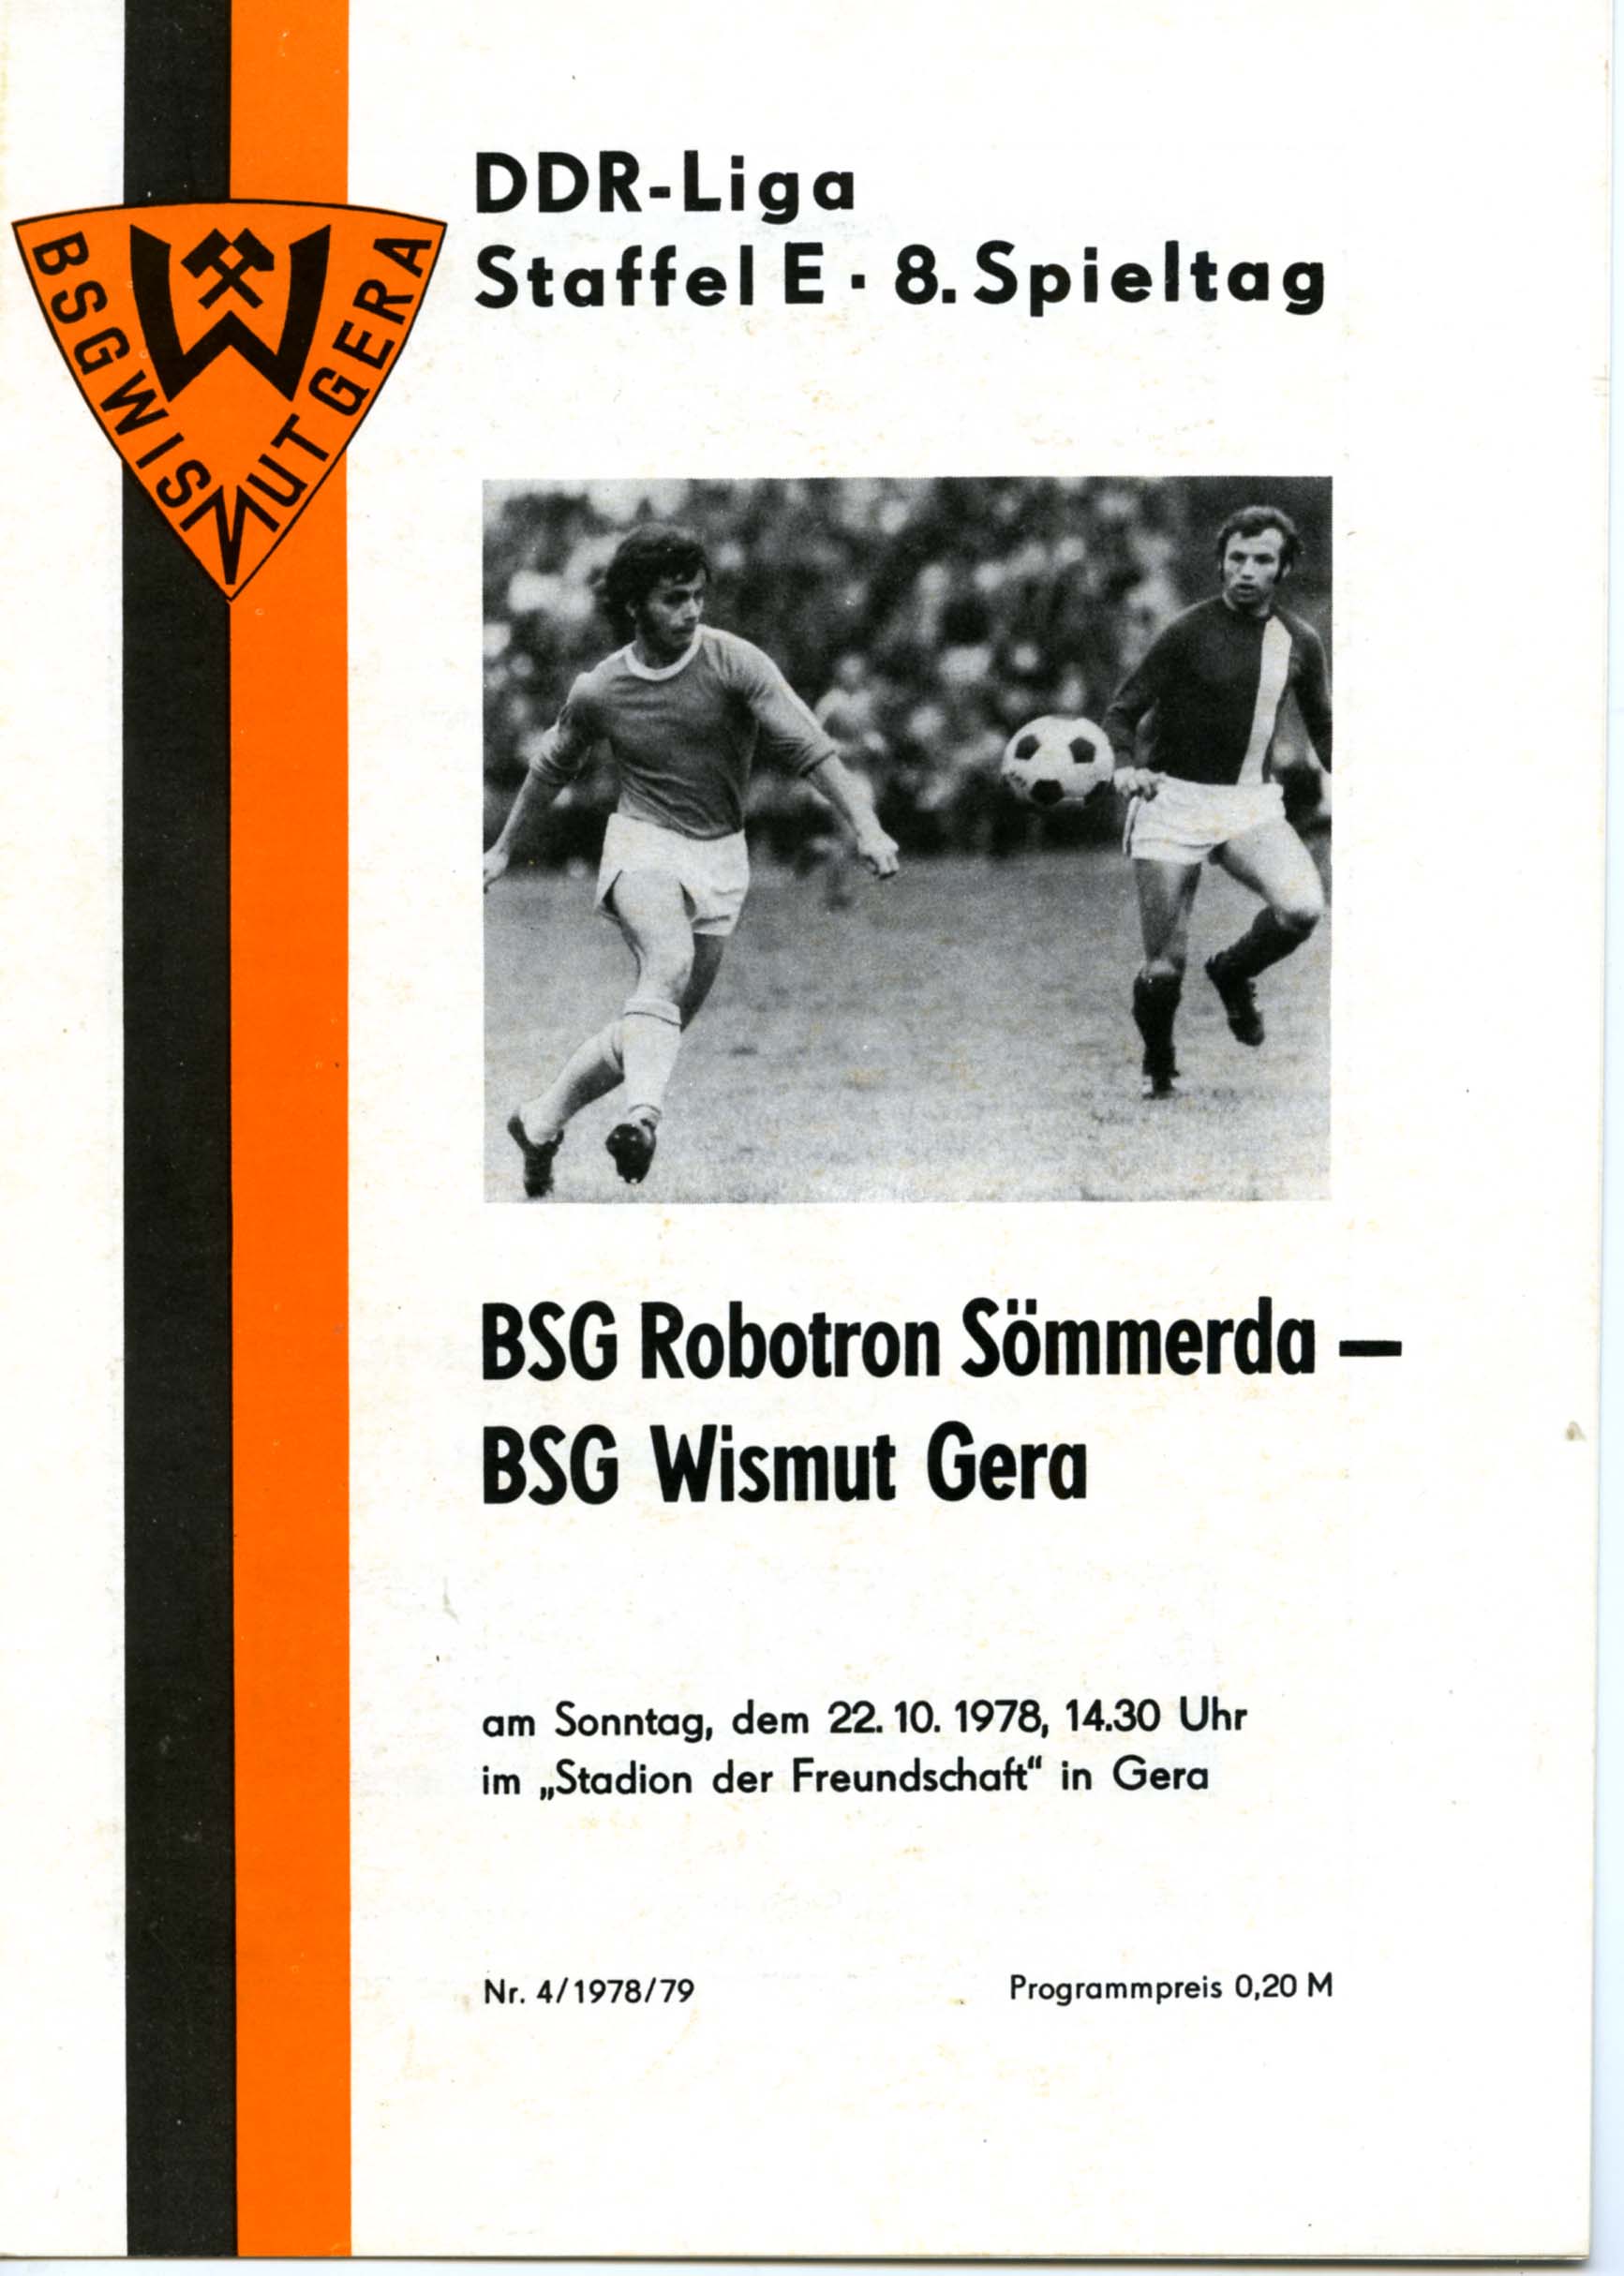 BSG WISMUT GERA
W
DDR-Liga
Staffel E · 8. Spieltag
BSG Robotron Sömmerda –
BSG Wismut Gera
am Sonntag, dem 22. 10. 1978, 14.30 Uhr
im „Stadion der Freundschaft“ in Gera
Nr. 4/1978/79
Programmpreis 0,20 M